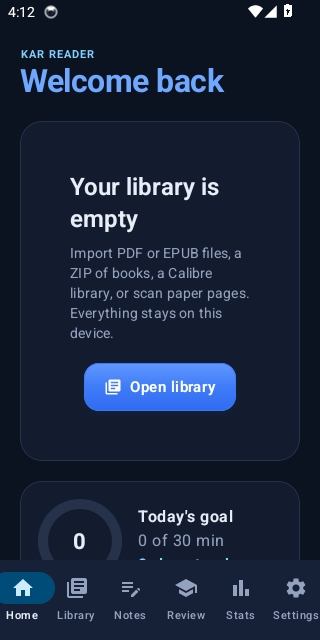 4:12
KAR READER
Welcome back
Your library is
empty
Import PDF or EPUB files, a
ZIP of books, a Calibre
library, or scan paper pages.
Everything stays on this
device.
Open library
Today's goal
0
0 of 30 min
Home Library Notes Review Stats Settings